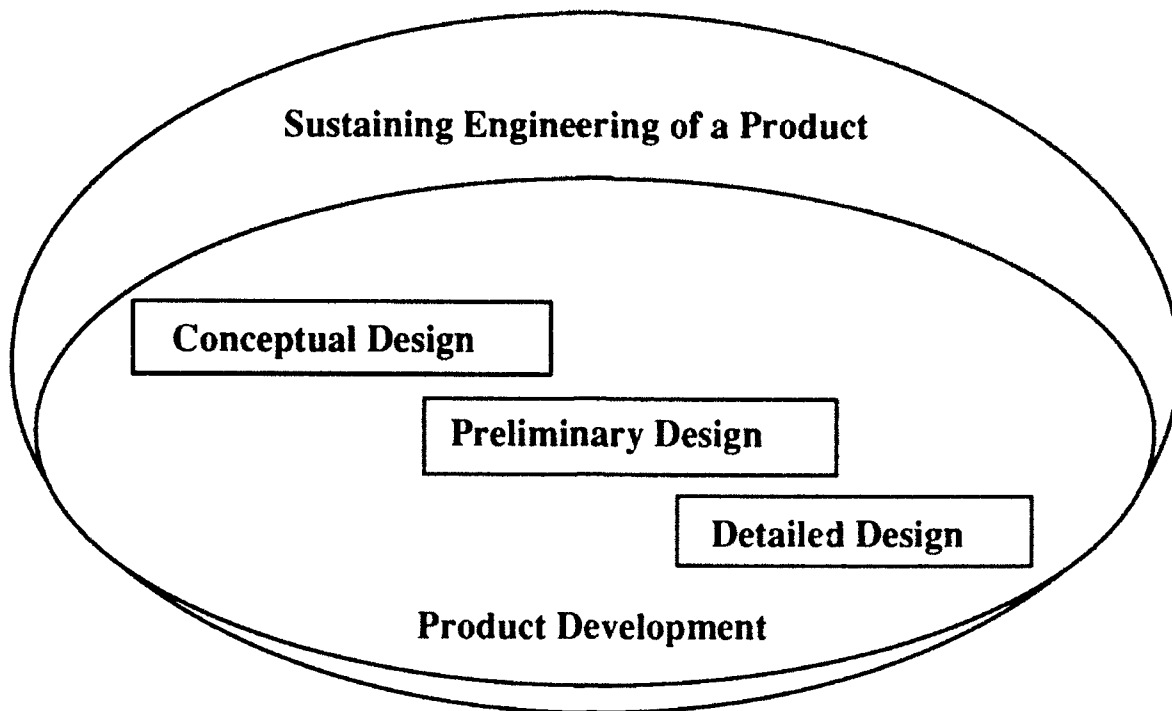 Sustaining Engineering of a Product
Conceptual Design
Preliminary Design
Detailed Design
Product Development